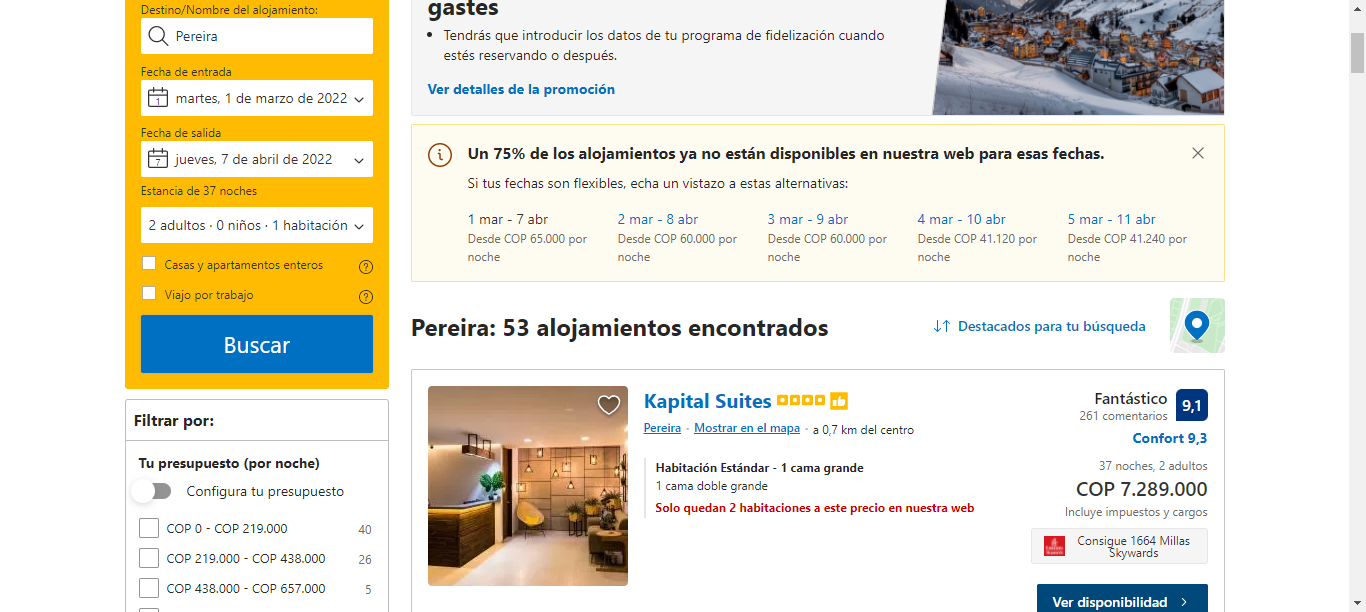 Destino/Nombre del alojamiento:
Pereira
Fecha de entrada
1
martes, 1 de marzo de 2022
Fecha de salida
7
jueves, 7 de abril de 2022
Estancia de 37 noches
2 adultos · 0 niños · 1 habitación
Casas y apartamentos enteros
Viajo por trabajo
Buscar
Filtrar por:
Tu presupuesto (por noche)
Configura tu presupuesto
COP 0 - COP 219.000 40
COP 219.000 - COP 438.000 26
COP 438.000 - COP 657.000 5
gastes
• Tendrás que introducir los datos de tu programa de fidelización cuando
estés reservando o después.
Ver detalles de la promoción
Un 75% de los alojamientos ya no están disponibles en nuestra web para esas fechas.
Si tus fechas son flexibles, echa un vistazo a estas alternativas:
1 mar - 7 abr
Desde COP 65.000 por
noche
2 mar - 8 abr
Desde COP 60.000 por
noche
3 mar - 9 abr
Desde COP 60.000 por
noche
4 mar - 10 abr
Desde COP 41.120 por
noche
5 mar - 11 abr
Desde COP 41.240 por
noche
Pereira: 53 alojamientos encontrados
Destacados para tu búsqueda
Kapital Suites
Pereira · Mostrar en el mapa · a 0,7 km del centro
Habitación Estándar - 1 cama grande
1 cama doble grande
Solo quedan 2 habitaciones a este precio en nuestra web
Fantástico 9,1
261 comentarios
Confort 9,3
37 noches, 2 adultos
COP 7.289.000
Incluye impuestos y cargos
Consigue 1664 Millas
Skywards
Ver disponibilidad